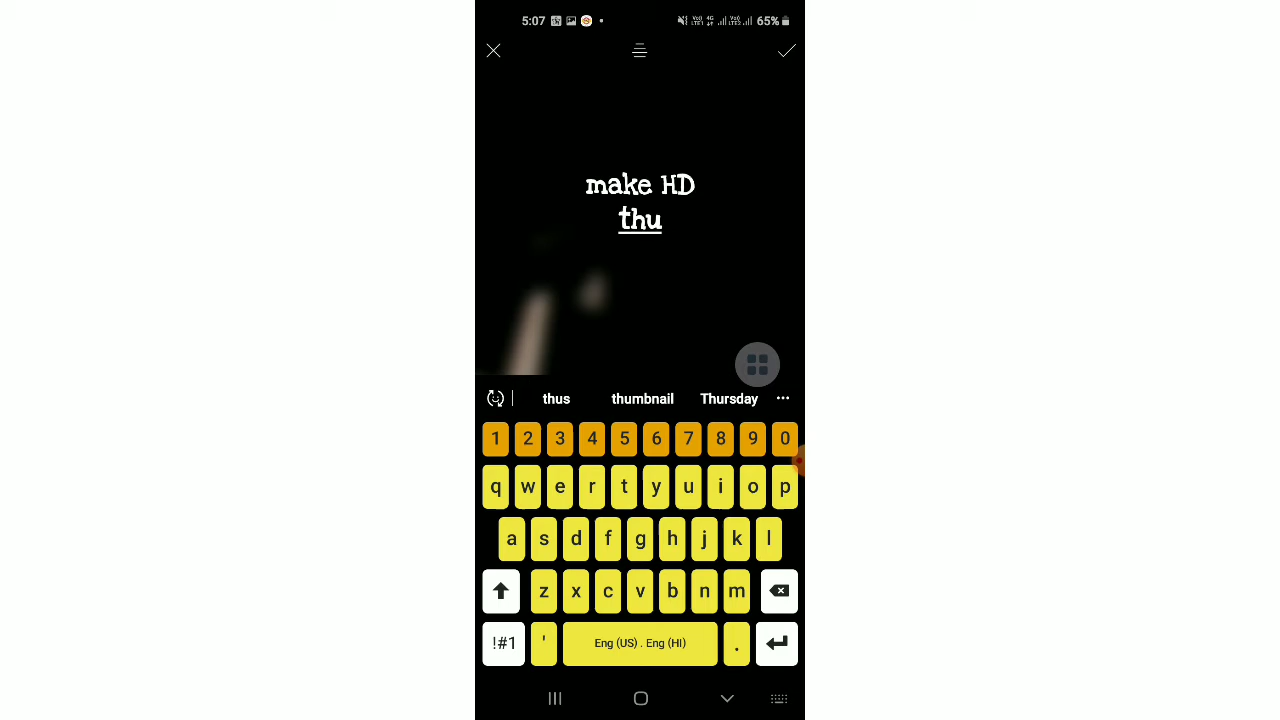 5:07 65%
make HD
thu
thus thumbnail Thursday
1 2 3 4 5 6 7 8 9 0
q w e r t y u i o p
a s d f g h j k l
z x c v b n m
!#1 ' Eng (US) . Eng (HI) .